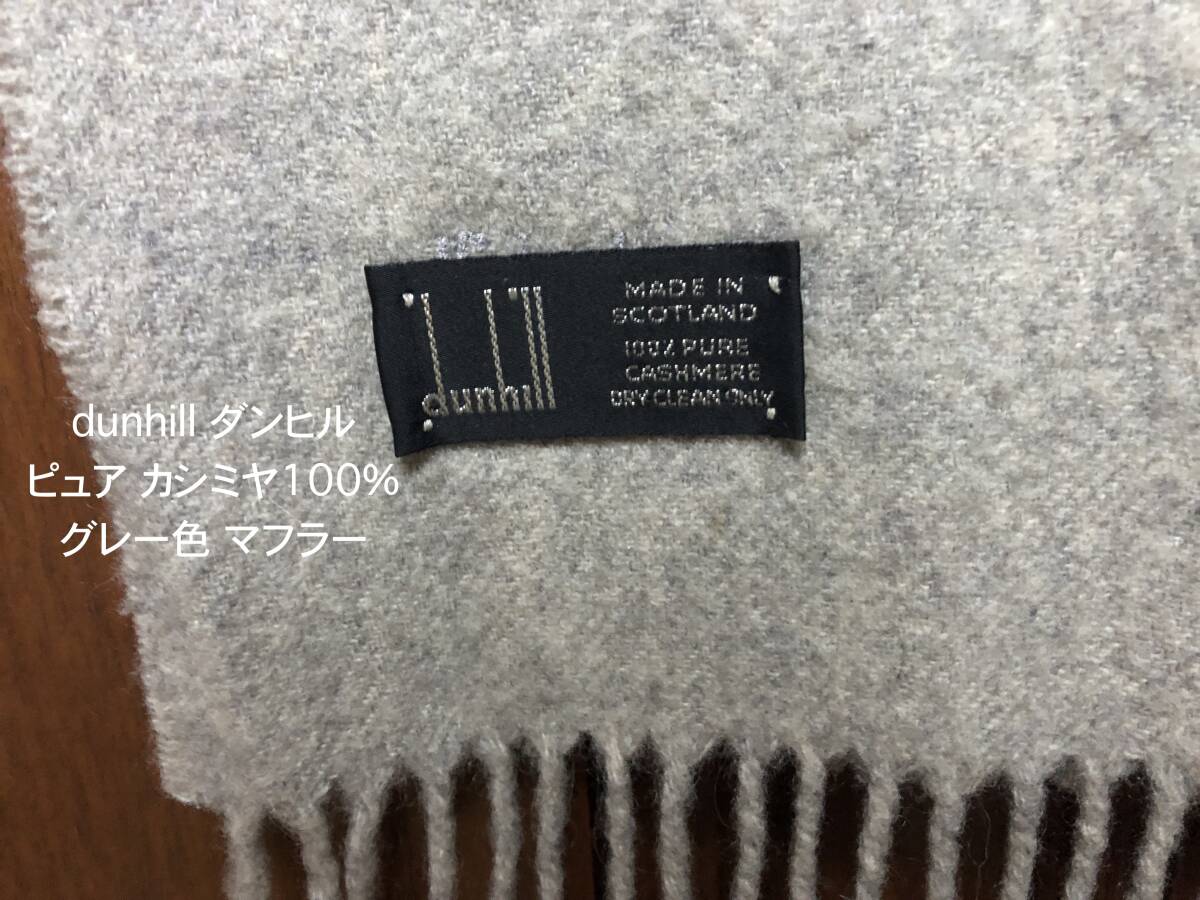 dunhill
MADE IN
SCOTLAND
100% PURE
CASHMERE
DRY CLEAN ONLY
dunhill ダンヒル
ピュア カシミヤ100%
グレー色 マフラー